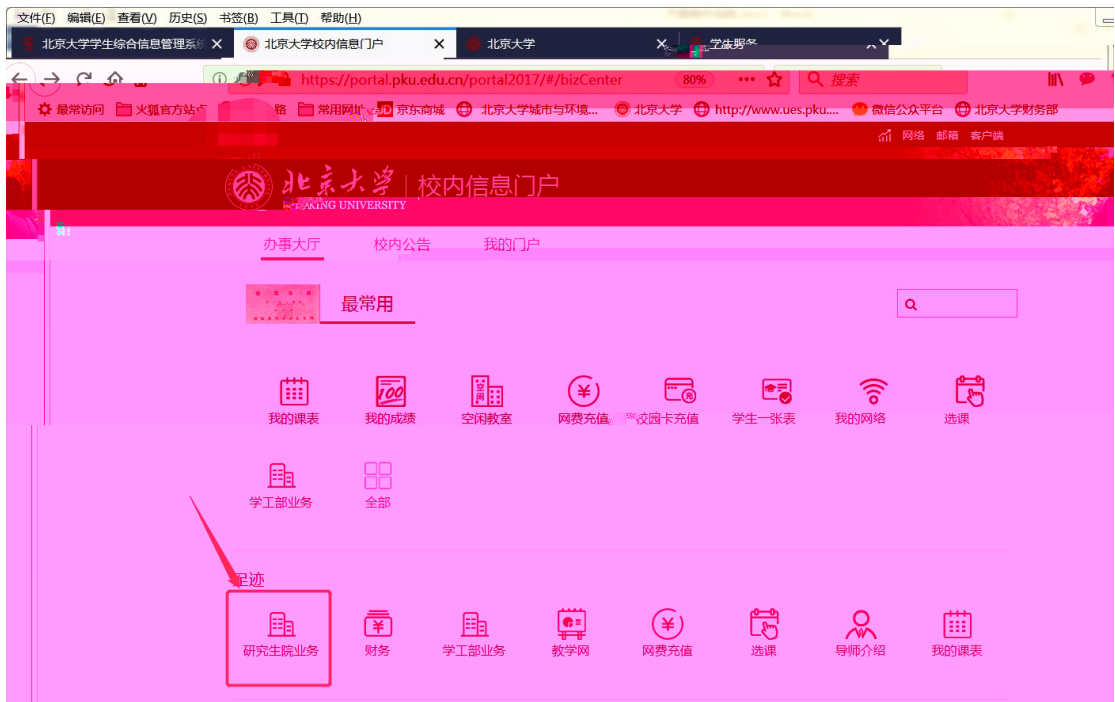 文件(F) 编辑(E) 查看(V) 历史(S) 书签(B) 工具(T) 帮助(H)
北京大学学生综合信息管理系统 北京大学校内信息门户 北京大学
https://portal.pku.edu.cn/portal2017/#/bizCenter 80% 搜索
最常访问 火狐官方站点 常用网址 JD 京东商城 北京大学城市与环境... 北京大学 http://www.ues.pku.... 微信公众平台 北京大学财务部
网络 邮箱 客户端
北京大学 校内信息门户
PEKING UNIVERSITY
办事大厅 校内公告 我的门户
最常用
100 空闲
我的课表 我的成绩 空闲教室 网费充值 校园卡充值 学生一张表 我的网络 选课
学工部业务 全部
足迹
研究生院业务 财务 学工部业务 教学网 网费充值 选课 导师介绍 我的课表